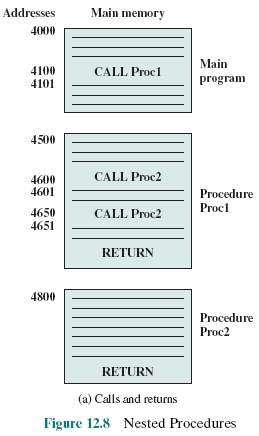 Addresses Main memory
4000
4100 CALL Proc1
4101
Main
program
4500
4600 CALL Proc2
4601
4650 CALL Proc2
4651
Procedure
Proc1
RETURN
4800
Procedure
Proc2
RETURN
(a) Calls and returns
Figure 12.8 Nested Procedures